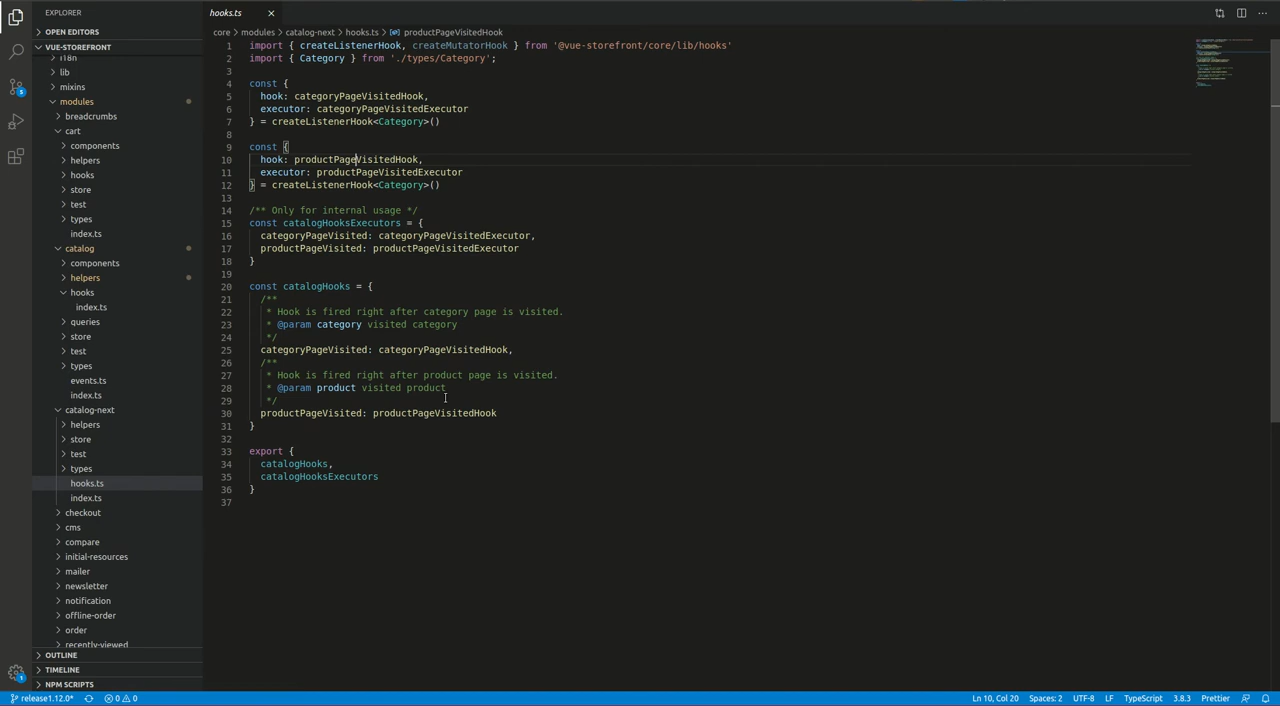 EXPLORER
OPEN EDITORS
VUE-STOREFRONT
i18n
lib
mixins
modules
breadcrumbs
cart
components
helpers
hooks
store
test
types
index.ts
catalog
components
helpers
hooks
index.ts
queries
store
test
types
events.ts
index.ts
catalog-next
helpers
store
test
types
hooks.ts
index.ts
checkout
cms
compare
initial-resources
mailer
newsletter
notification
offline-order
order
recently-viewed
OUTLINE
TIMELINE
NPM SCRIPTS
5
1
hooks.ts
core > modules > catalog-next > hooks.ts > productPageVisitedHook
1 import { createListenerHook, createMutatorHook } from '@vue-storefront/core/lib/hooks'
2 import { Category } from './types/Category';
3
4 const {
5 hook: categoryPageVisitedHook,
6 executor: categoryPageVisitedExecutor
7 } = createListenerHook<Category>()
8
9 const {
10 hook: productPageVisitedHook,
11 executor: productPageVisitedExecutor
12 } = createListenerHook<Category>()
13
14 /** Only for internal usage */
15 const catalogHooksExecutors = {
16 categoryPageVisited: categoryPageVisitedExecutor,
17 productPageVisited: productPageVisitedExecutor
18 }
19
20 const catalogHooks = {
21 /**
22 * Hook is fired right after category page is visited.
23 * @param category visited category
24 */
25 categoryPageVisited: categoryPageVisitedHook,
26 /**
27 * Hook is fired right after product page is visited.
28 * @param product visited product
29 */
30 productPageVisited: productPageVisitedHook
31 }
32
33 export {
34 catalogHooks,
35 catalogHooksExecutors
36 }
37
release1.12.0* 0 0 Ln 10, Col 20 Spaces: 2 UTF-8 LF TypeScript 3.8.3 Prettier